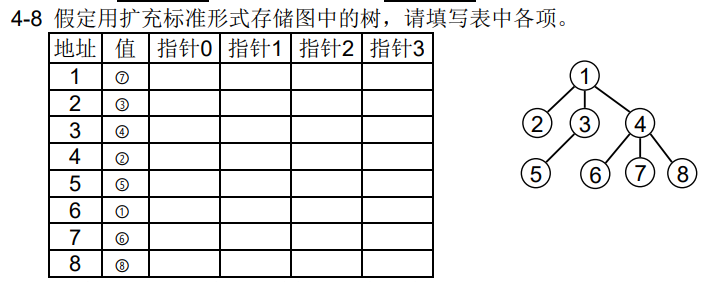 4-8 假定用扩充标准形式存储图中的树，请填写表中各项。
地址 值 指针0 指针1 指针2 指针3
1 ⑦
2 ③
3 ④
4 ②
5 ⑤
6 ①
7 ⑥
8 ⑧
1
2 3 4
5 6 7 8